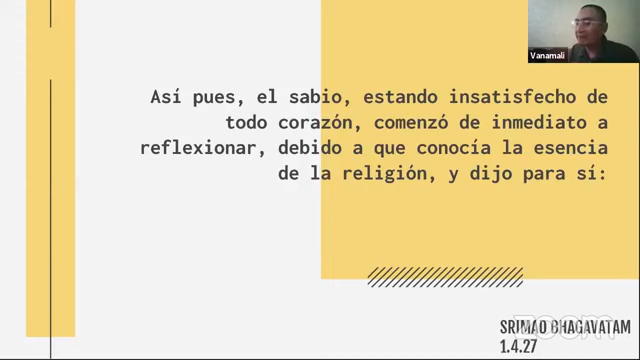 Vanamali
Así pues, el sabio, estando insatisfecho de
todo corazón, comenzó de inmediato a
reflexionar, debido a que conocía la esencia
de la religión, y dijo para sí:
zoom
SRIMAD BHAGAVATAM
1.4.27